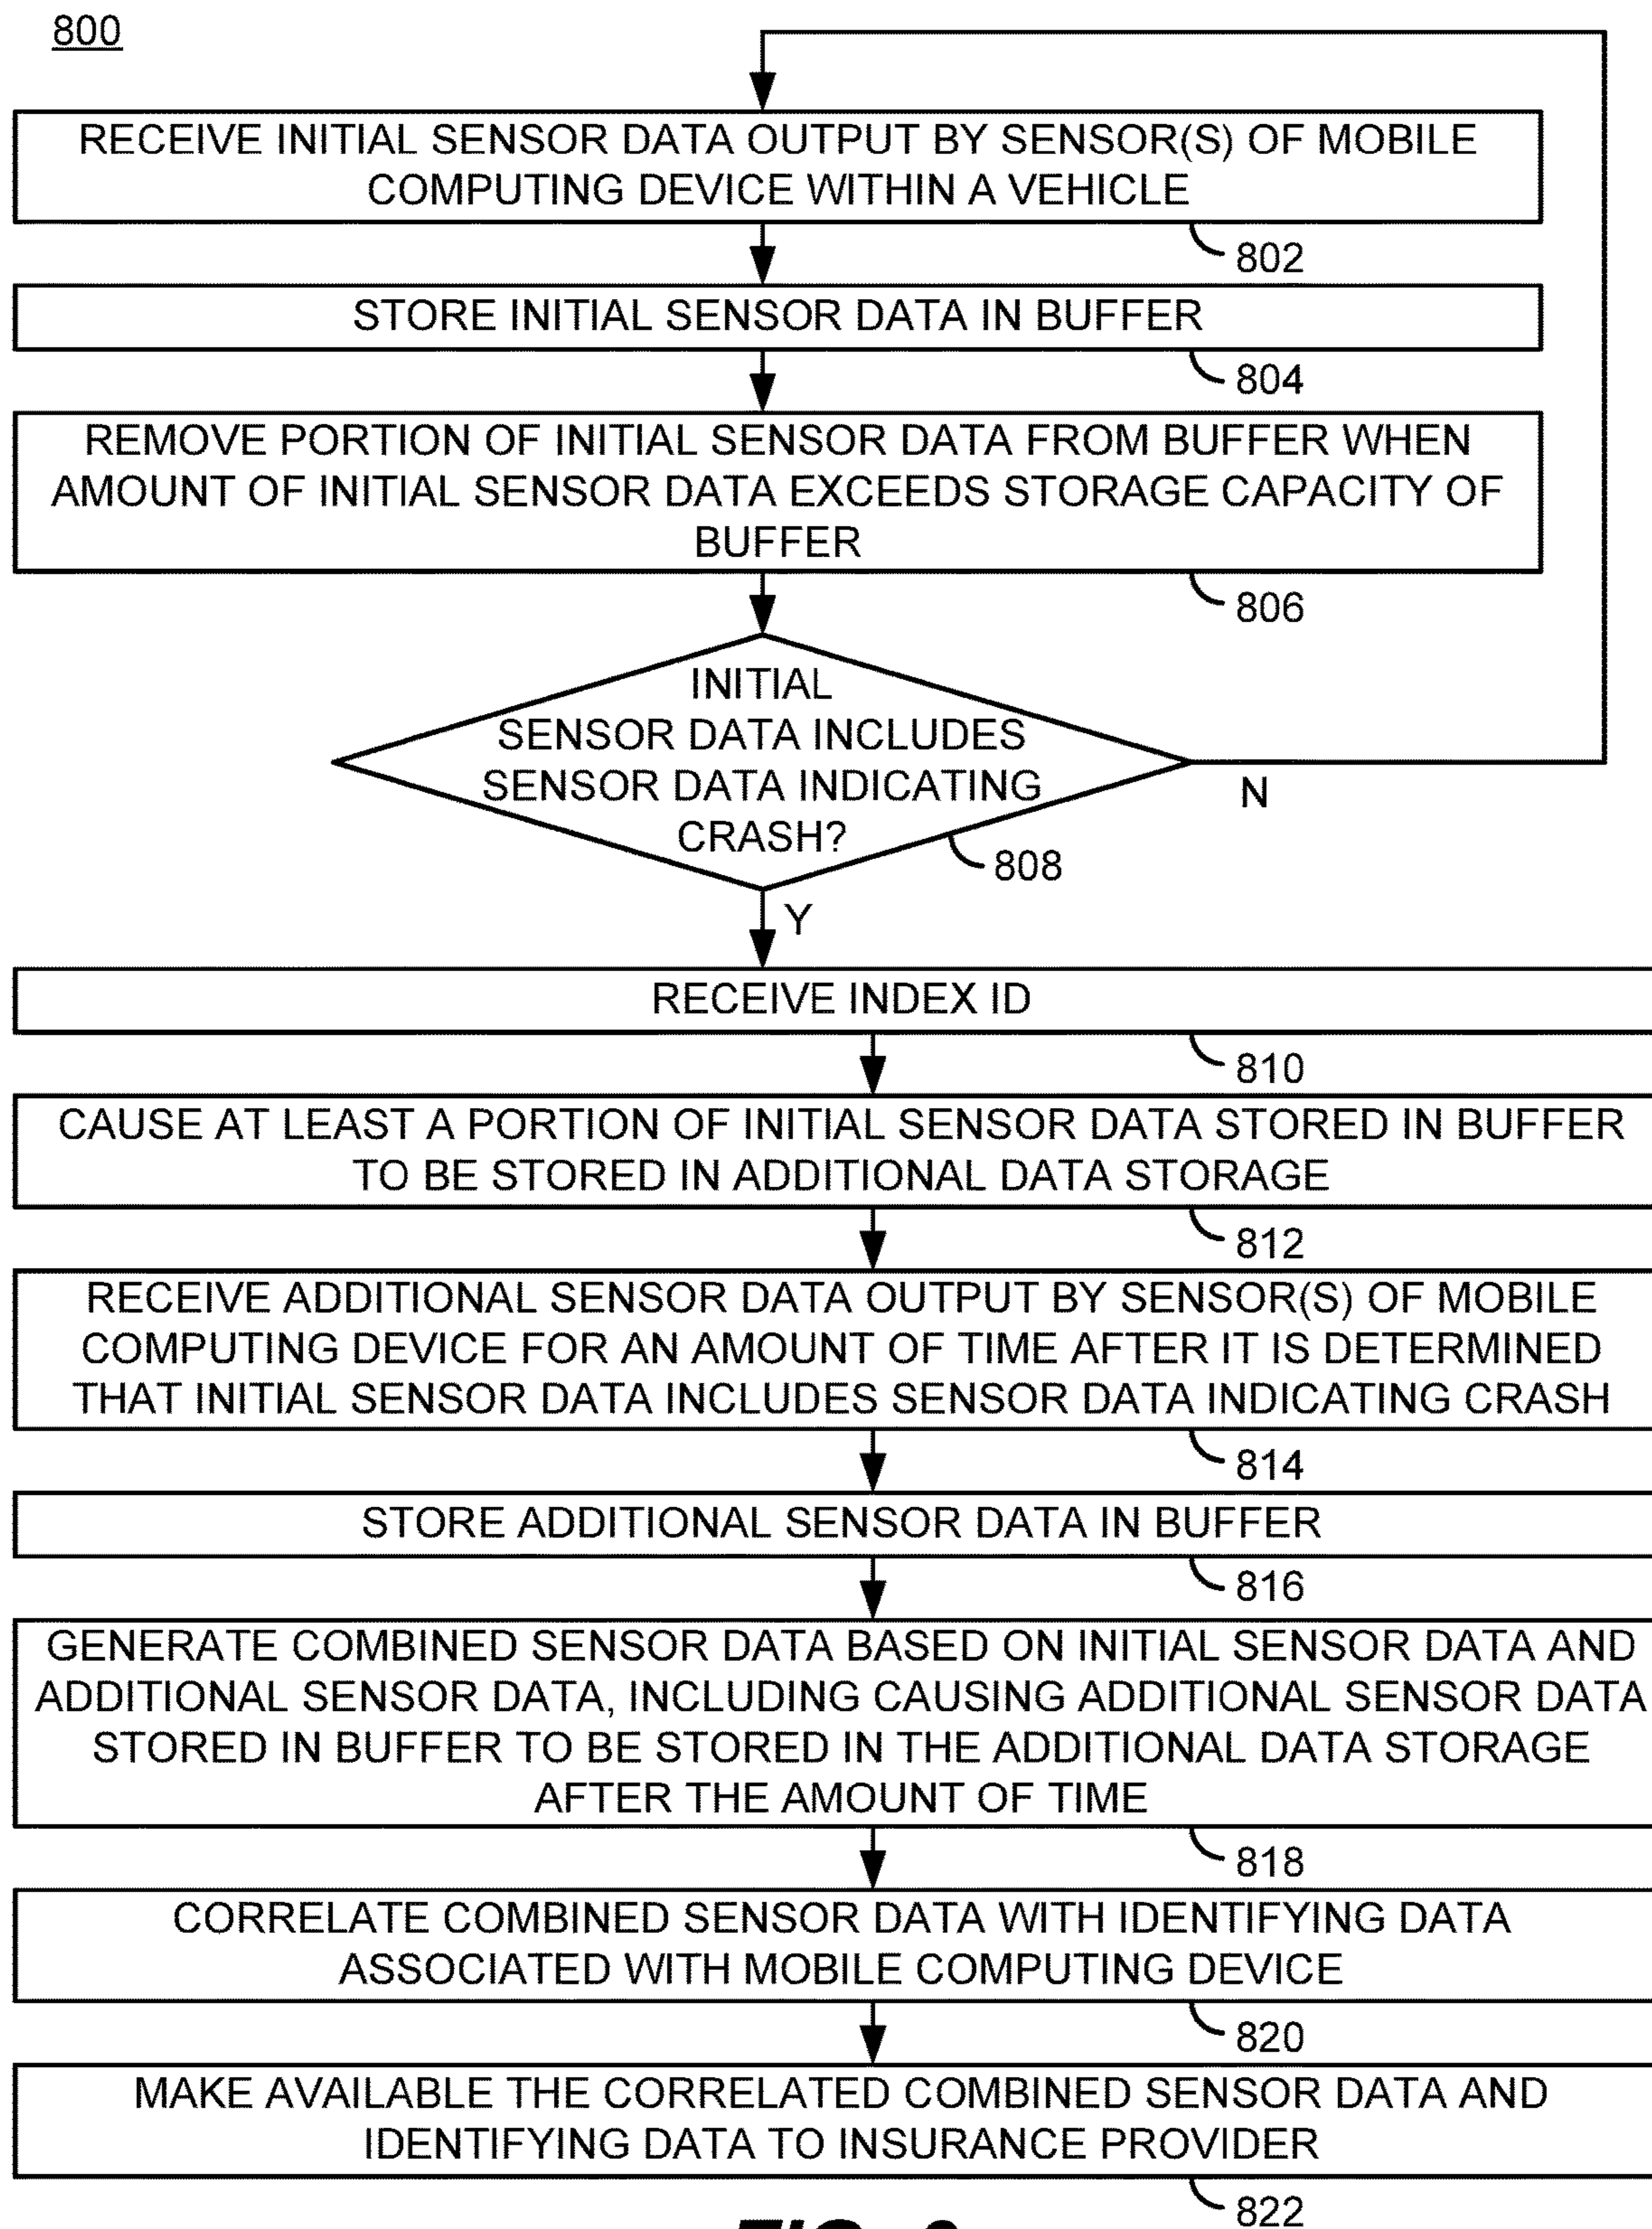 800
RECEIVE INITIAL SENSOR DATA OUTPUT BY SENSOR(S) OF MOBILE
COMPUTING DEVICE WITHIN A VEHICLE
802
STORE INITIAL SENSOR DATA IN BUFFER
804
REMOVE PORTION OF INITIAL SENSOR DATA FROM BUFFER WHEN
AMOUNT OF INITIAL SENSOR DATA EXCEEDS STORAGE CAPACITY OF
BUFFER
806
INITIAL
SENSOR DATA INCLUDES
SENSOR DATA INDICATING
CRASH?
N
808
Y
RECEIVE INDEX ID
810
CAUSE AT LEAST A PORTION OF INITIAL SENSOR DATA STORED IN BUFFER
TO BE STORED IN ADDITIONAL DATA STORAGE
812
RECEIVE ADDITIONAL SENSOR DATA OUTPUT BY SENSOR(S) OF MOBILE
COMPUTING DEVICE FOR AN AMOUNT OF TIME AFTER IT IS DETERMINED
THAT INITIAL SENSOR DATA INCLUDES SENSOR DATA INDICATING CRASH
814
STORE ADDITIONAL SENSOR DATA IN BUFFER
816
GENERATE COMBINED SENSOR DATA BASED ON INITIAL SENSOR DATA AND
ADDITIONAL SENSOR DATA, INCLUDING CAUSING ADDITIONAL SENSOR DATA
STORED IN BUFFER TO BE STORED IN THE ADDITIONAL DATA STORAGE
AFTER THE AMOUNT OF TIME
818
CORRELATE COMBINED SENSOR DATA WITH IDENTIFYING DATA
ASSOCIATED WITH MOBILE COMPUTING DEVICE
820
MAKE AVAILABLE THE CORRELATED COMBINED SENSOR DATA AND
IDENTIFYING DATA TO INSURANCE PROVIDER
822